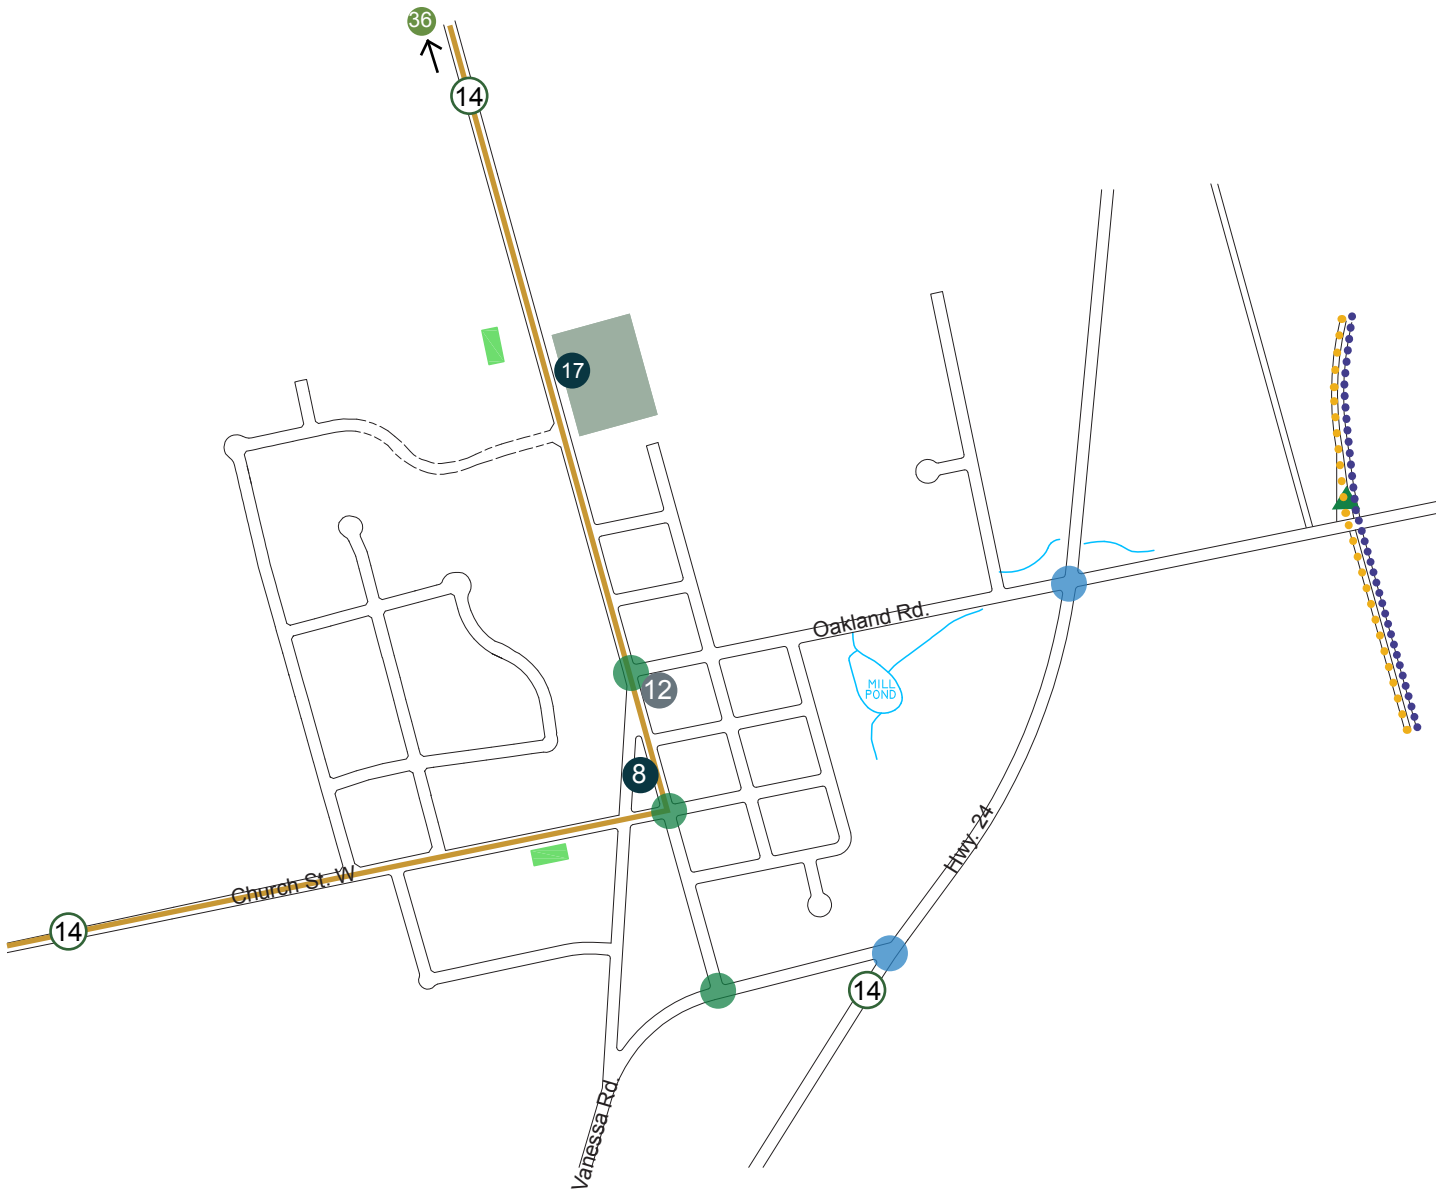 36
14
17
Oakland Rd.
12
MILL
POND
8
Hwy. 24
Church St. W
14
14
Vanessa Rd.